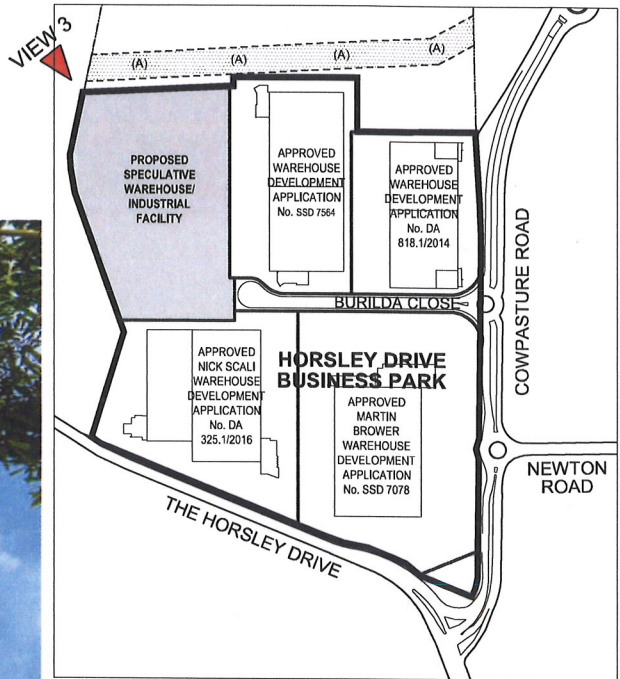 VIEW 3
(A)
(A)
(A)
(A)
PROPOSED
SPECULATIVE
WAREHOUSE/
INDUSTRIAL
FACILITY
APPROVED
WAREHOUSE
DEVELOPMENT
APPLICATION
No. SSD 7564
APPROVED
WAREHOUSE
DEVELOPMENT
APPLICATION
No. DA
818.1/2014
COWPASTURE ROAD
BURILDA CLOSE
HORSLEY DRIVE
BUSINESS PARK
APPROVED
NICK SCALI
WAREHOUSE
DEVELOPMENT
APPLICATION
No. DA
325.1/2016
APPROVED
MARTIN
BROWER
WAREHOUSE
DEVELOPMENT
APPLICATION
No. SSD 7078
NEWTON
ROAD
THE HORSLEY DRIVE